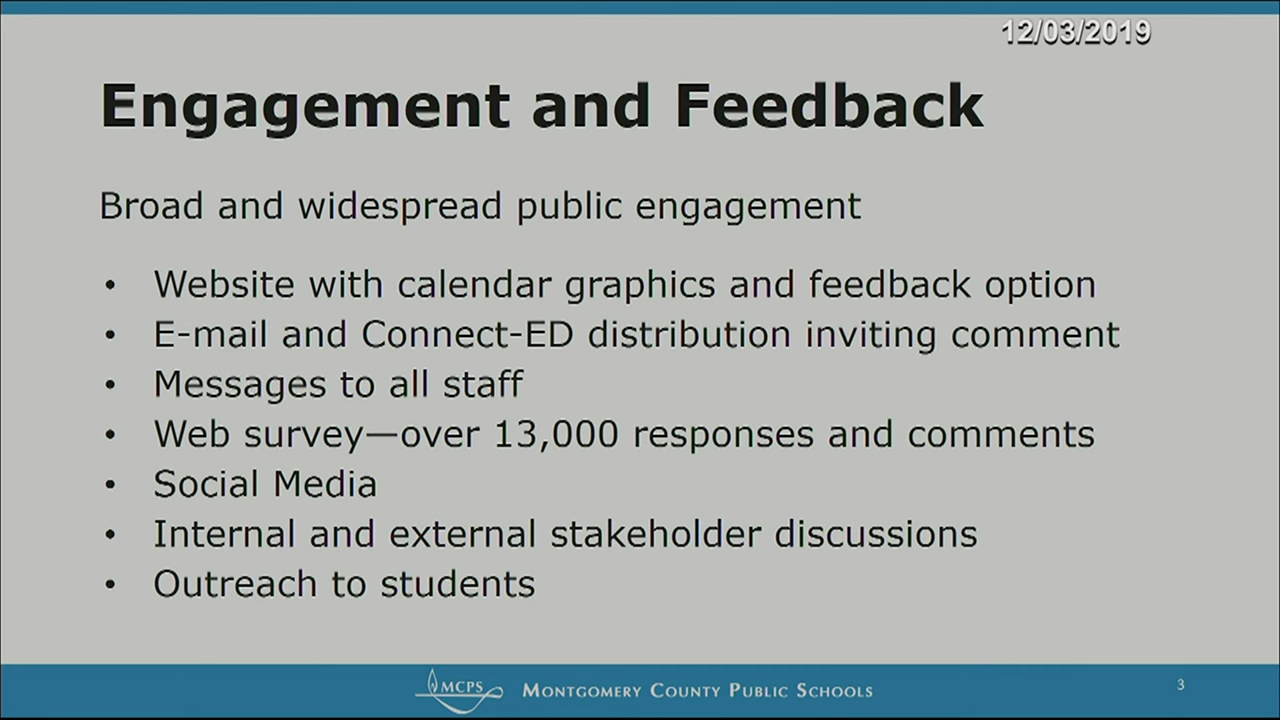 12/03/2019
Engagement and Feedback
Broad and widespread public engagement
• Website with calendar graphics and feedback option
• E-mail and Connect-ED distribution inviting comment
• Messages to all staff
• Web survey—over 13,000 responses and comments
• Social Media
• Internal and external stakeholder discussions
• Outreach to students
MCPS MONTGOMERY COUNTY PUBLIC SCHOOLS 3